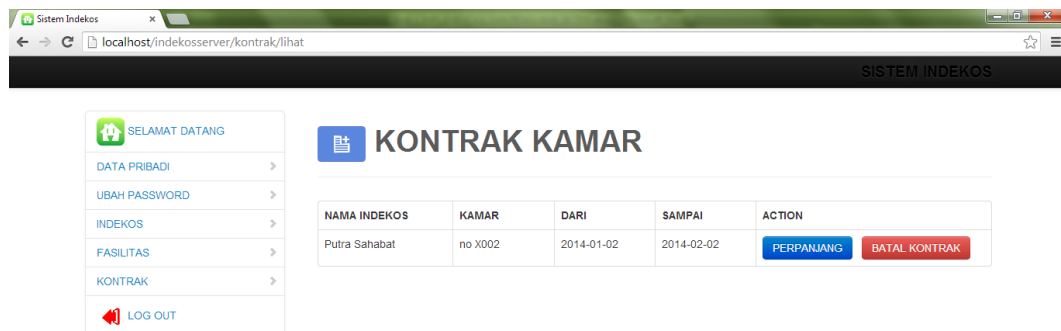 Sistem Indekos
localhost/indekosserver/kontrak/lihat
SISTEM INDEKOS
SELAMAT DATANG
DATA PRIBADI
UBAH PASSWORD
INDEKOS
FASILITAS
KONTRAK
LOG OUT
KONTRAK KAMAR
NAMA INDEKOS KAMAR DARI SAMPAI ACTION
Putra Sahabat no X002 2014-01-02 2014-02-02 PERPANJANG BATAL KONTRAK